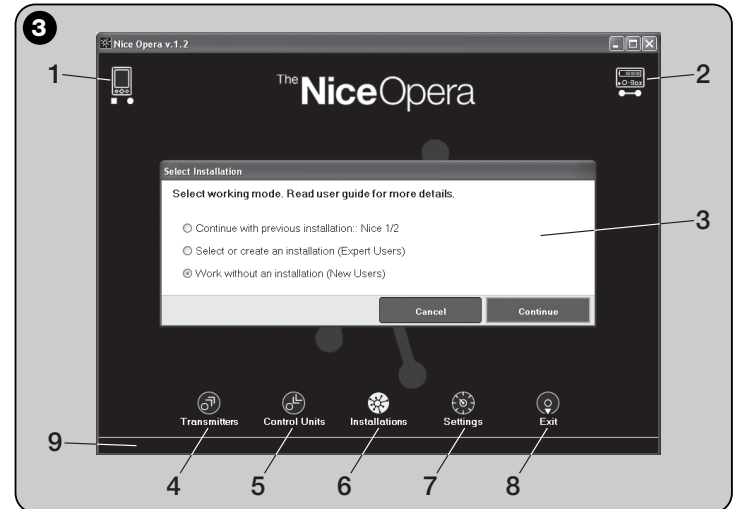 3
Nice Opera v.1.2
1
The NiceOpera
O-Box
2
Select Installation
Select working mode. Read user guide for more details.
Continue with previous installation:: Nice 1/2
3
Select or create an installation (Expert Users)
Work without an installation (New Users)
Cancel
Continue
Transmitters
Control Units
Installations
Settings
Exit
9
4
5
6
7
8